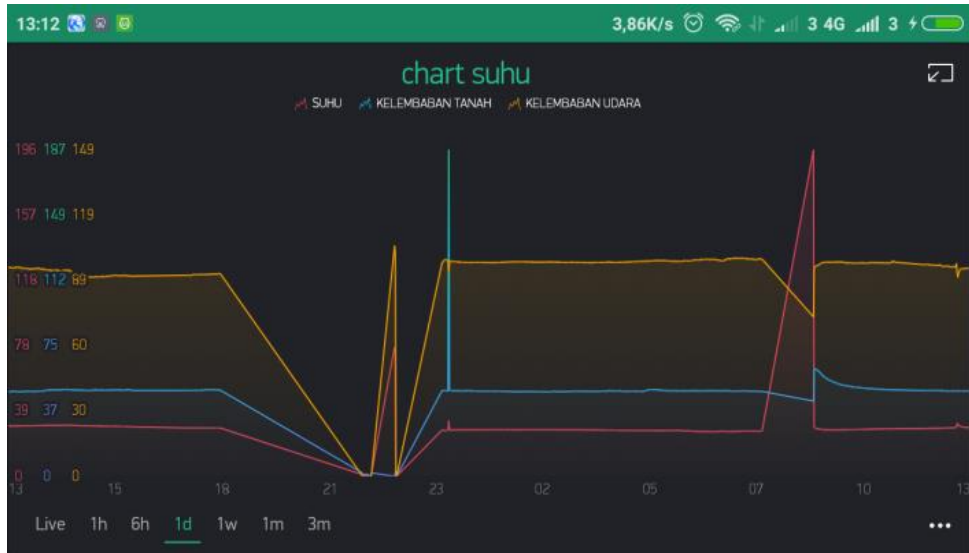 13:12 3,86K/s 3 4G 3
chart suhu
SUHU KELEMBABAN TANAH KELEMBABAN UDARA
196 187 149
157 149 119
118 112 89
78 75 60
39 37 30
0 0 0
13 15 18 21 23 02 05 07 10 13
Live 1h 6h 1d 1w 1m 3m